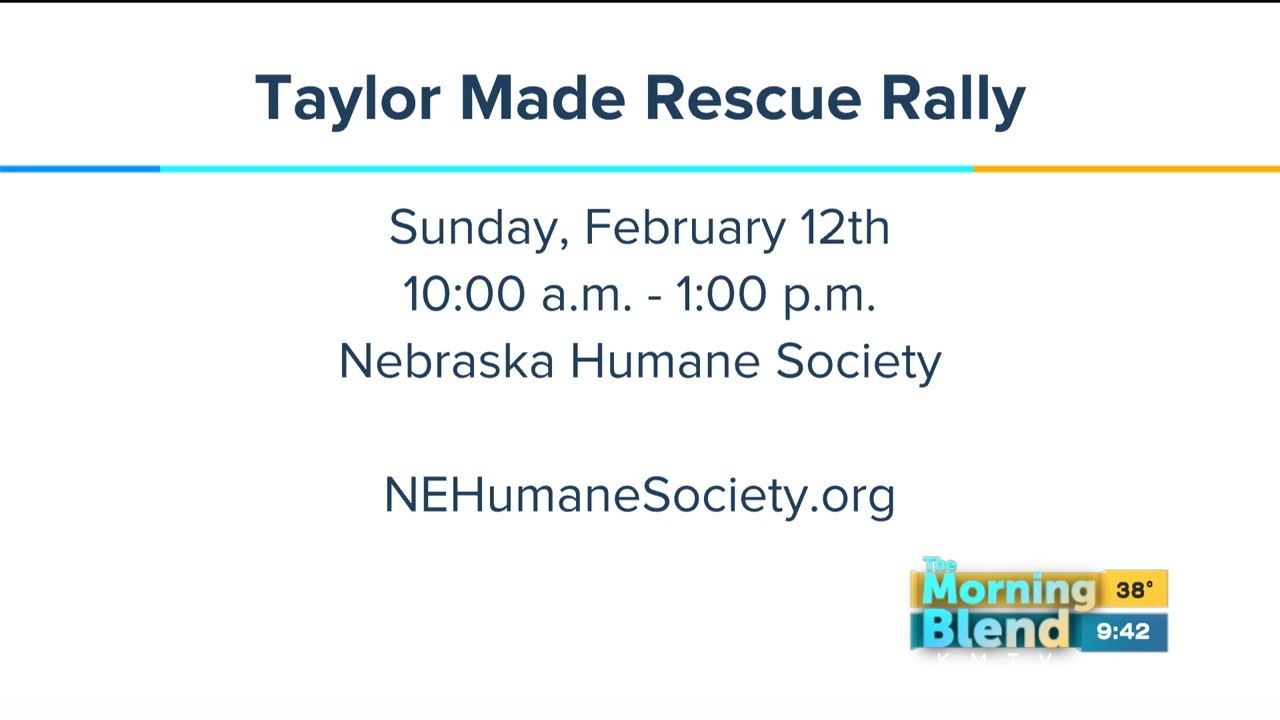 Taylor Made Rescue Rally
Sunday, February 12th
10:00 a.m. - 1:00 p.m.
Nebraska Humane Society
NEHumaneSociety.org
The
Morning 38°
Blend 9:42
KMTV